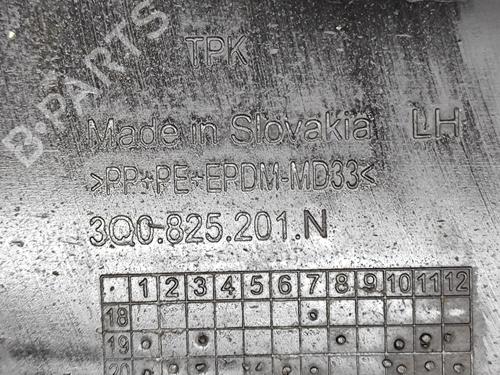 B-PARTS
TPK
Made in Slovakia LH
>PP+PE+EPDM-MD33<
3Q0.825.201.N
1 2 3 4 5 6 7 8 9 10 11 12
18
19
20